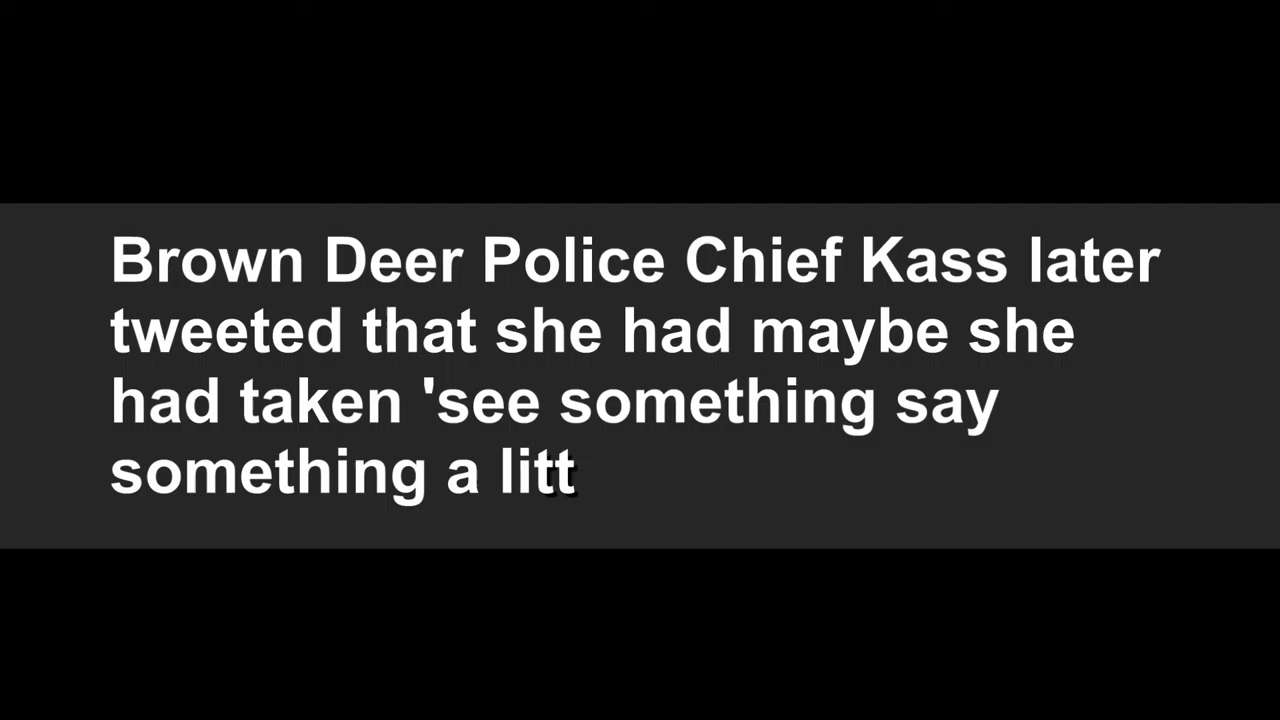 Brown Deer Police Chief Kass later
tweeted that she had maybe she
had taken 'see something say
something a litt